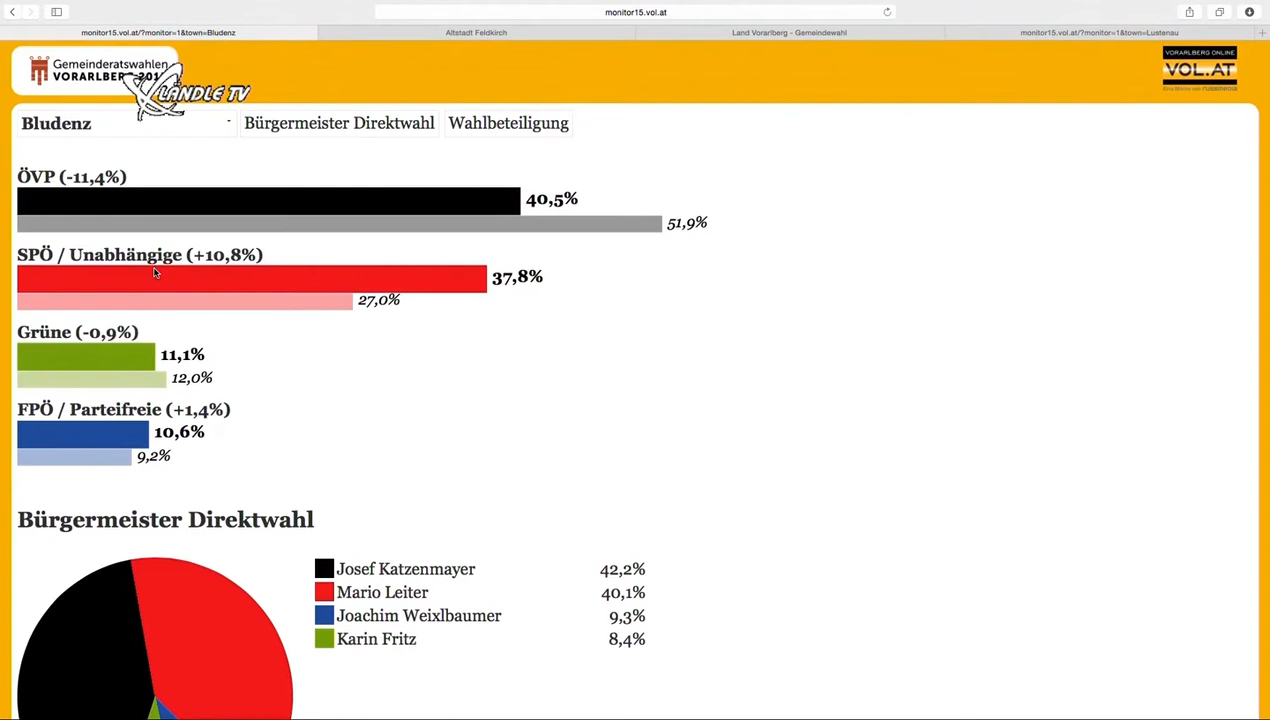 monitor15.vol.at
monitor15.vol.at/?monitor=1&town=Bludenz
Altstadt Feldkirch
Land Vorarlberg - Gemeindewahl
monitor15.vol.at/?monitor=1&town=Lustenau
Gemeinderatswahlen
VORARLBERG 201
LÄNDLE TV
VORARLBERG ONLINE
VOL.AT
Bludenz
Bürgermeister Direktwahl
Wahlbeteiligung
ÖVP (-11,4%)
40,5%
51,9%
SPÖ / Unabhängige (+10,8%)
37,8%
27,0%
Grüne (-0,9%)
11,1%
12,0%
FPÖ / Parteifreie (+1,4%)
10,6%
9,2%
Bürgermeister Direktwahl
Josef Katzenmayer 42,2%
Mario Leiter 40,1%
Joachim Weixlbaumer 9,3%
Karin Fritz 8,4%